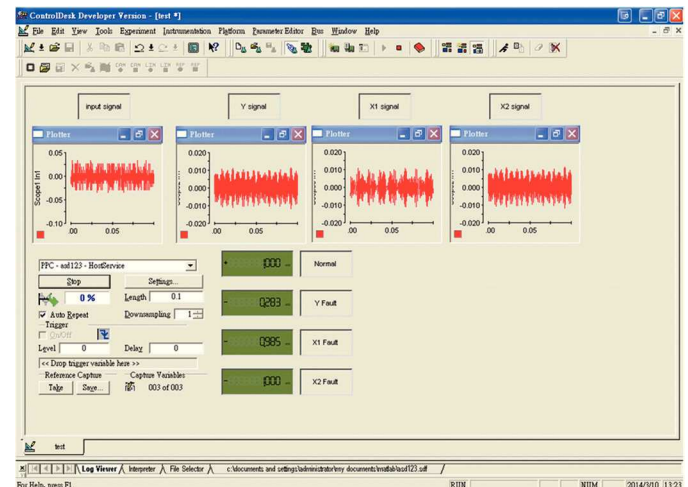 ControlDesk Developer Version - [test *]
File Edit View Tools Experiment Instrumentation Platform Parameter Editor Bus Window Help
input signal
Y signal
X1 signal
X2 signal
Plotter
Plotter
Plotter
Plotter
0.05
0.00
-0.05
-0.10
.00 0.05
Scope1 In1
0.020
0.010
0.000
-0.010
-0.020
.00 0.05
0.020
0.010
0.000
-0.010
-0.020
.00 0.05
0.020
0.010
0.000
-0.010
-0.020
.00 0.05
PPC - asd123 - HostService
Stop Settings...
0 % Length 0.1
Auto Repeat Downsampling 1
Trigger
On/Off
Level 0 Delay 0
<< Drop trigger variable here >>
Reference Capture Capture Variables
Take Save... 003 of 003
Normal
- 0.283
Y Fault
- 0.985
X1 Fault
X2 Fault
test
Log Viewer Interpreter File Selector c:\documents and settings\administrator\my documents\matlab\asd123.sdf
For Help, press F1. RUN NUM 2014/3/10 13:23